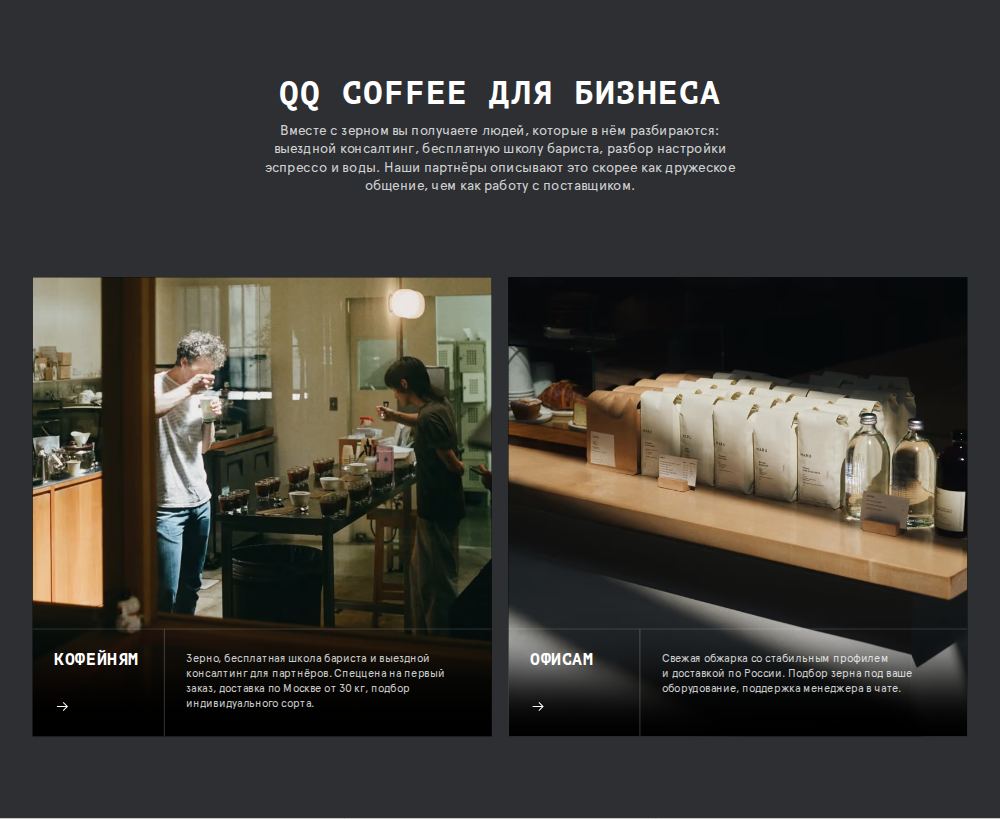 QQ COFFEE ДЛЯ БИЗНЕСА
Вместе с зерном вы получаете людей, которые в нём разбираются:
выездной консалтинг, бесплатную школу бариста, разбор настройки
эспрессо и воды. Наши партнёры описывают это скорее как дружеское
общение, чем как работу с поставщиком.
КОФЕЙНЯМ
Зерно, бесплатная школа бариста и выездной
консалтинг для партнёров. Спеццена на первый
заказ, доставка по Москве от 30 кг, подбор
индивидуального сорта.
ОФИСАМ
Свежая обжарка со стабильным профилем
и доставкой по России. Подбор зерна под ваше
оборудование, поддержка менеджера в чате.